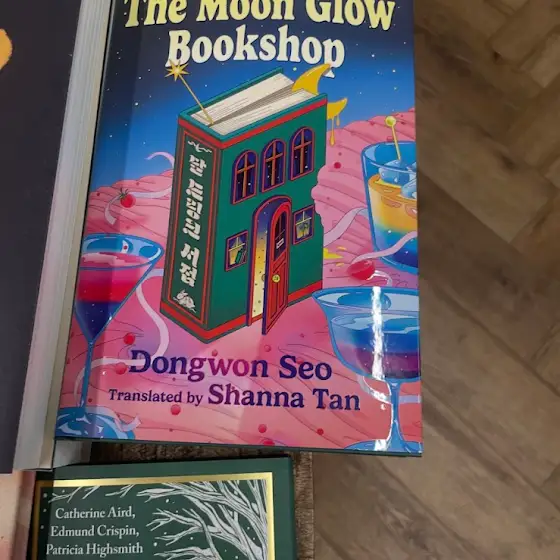 The Moon Glow
Bookshop
달 드링크 서점
Dongwon Seo
Translated by Shanna Tan
Catherine Aird,
Edmund Crispin,
Patricia Highsmith